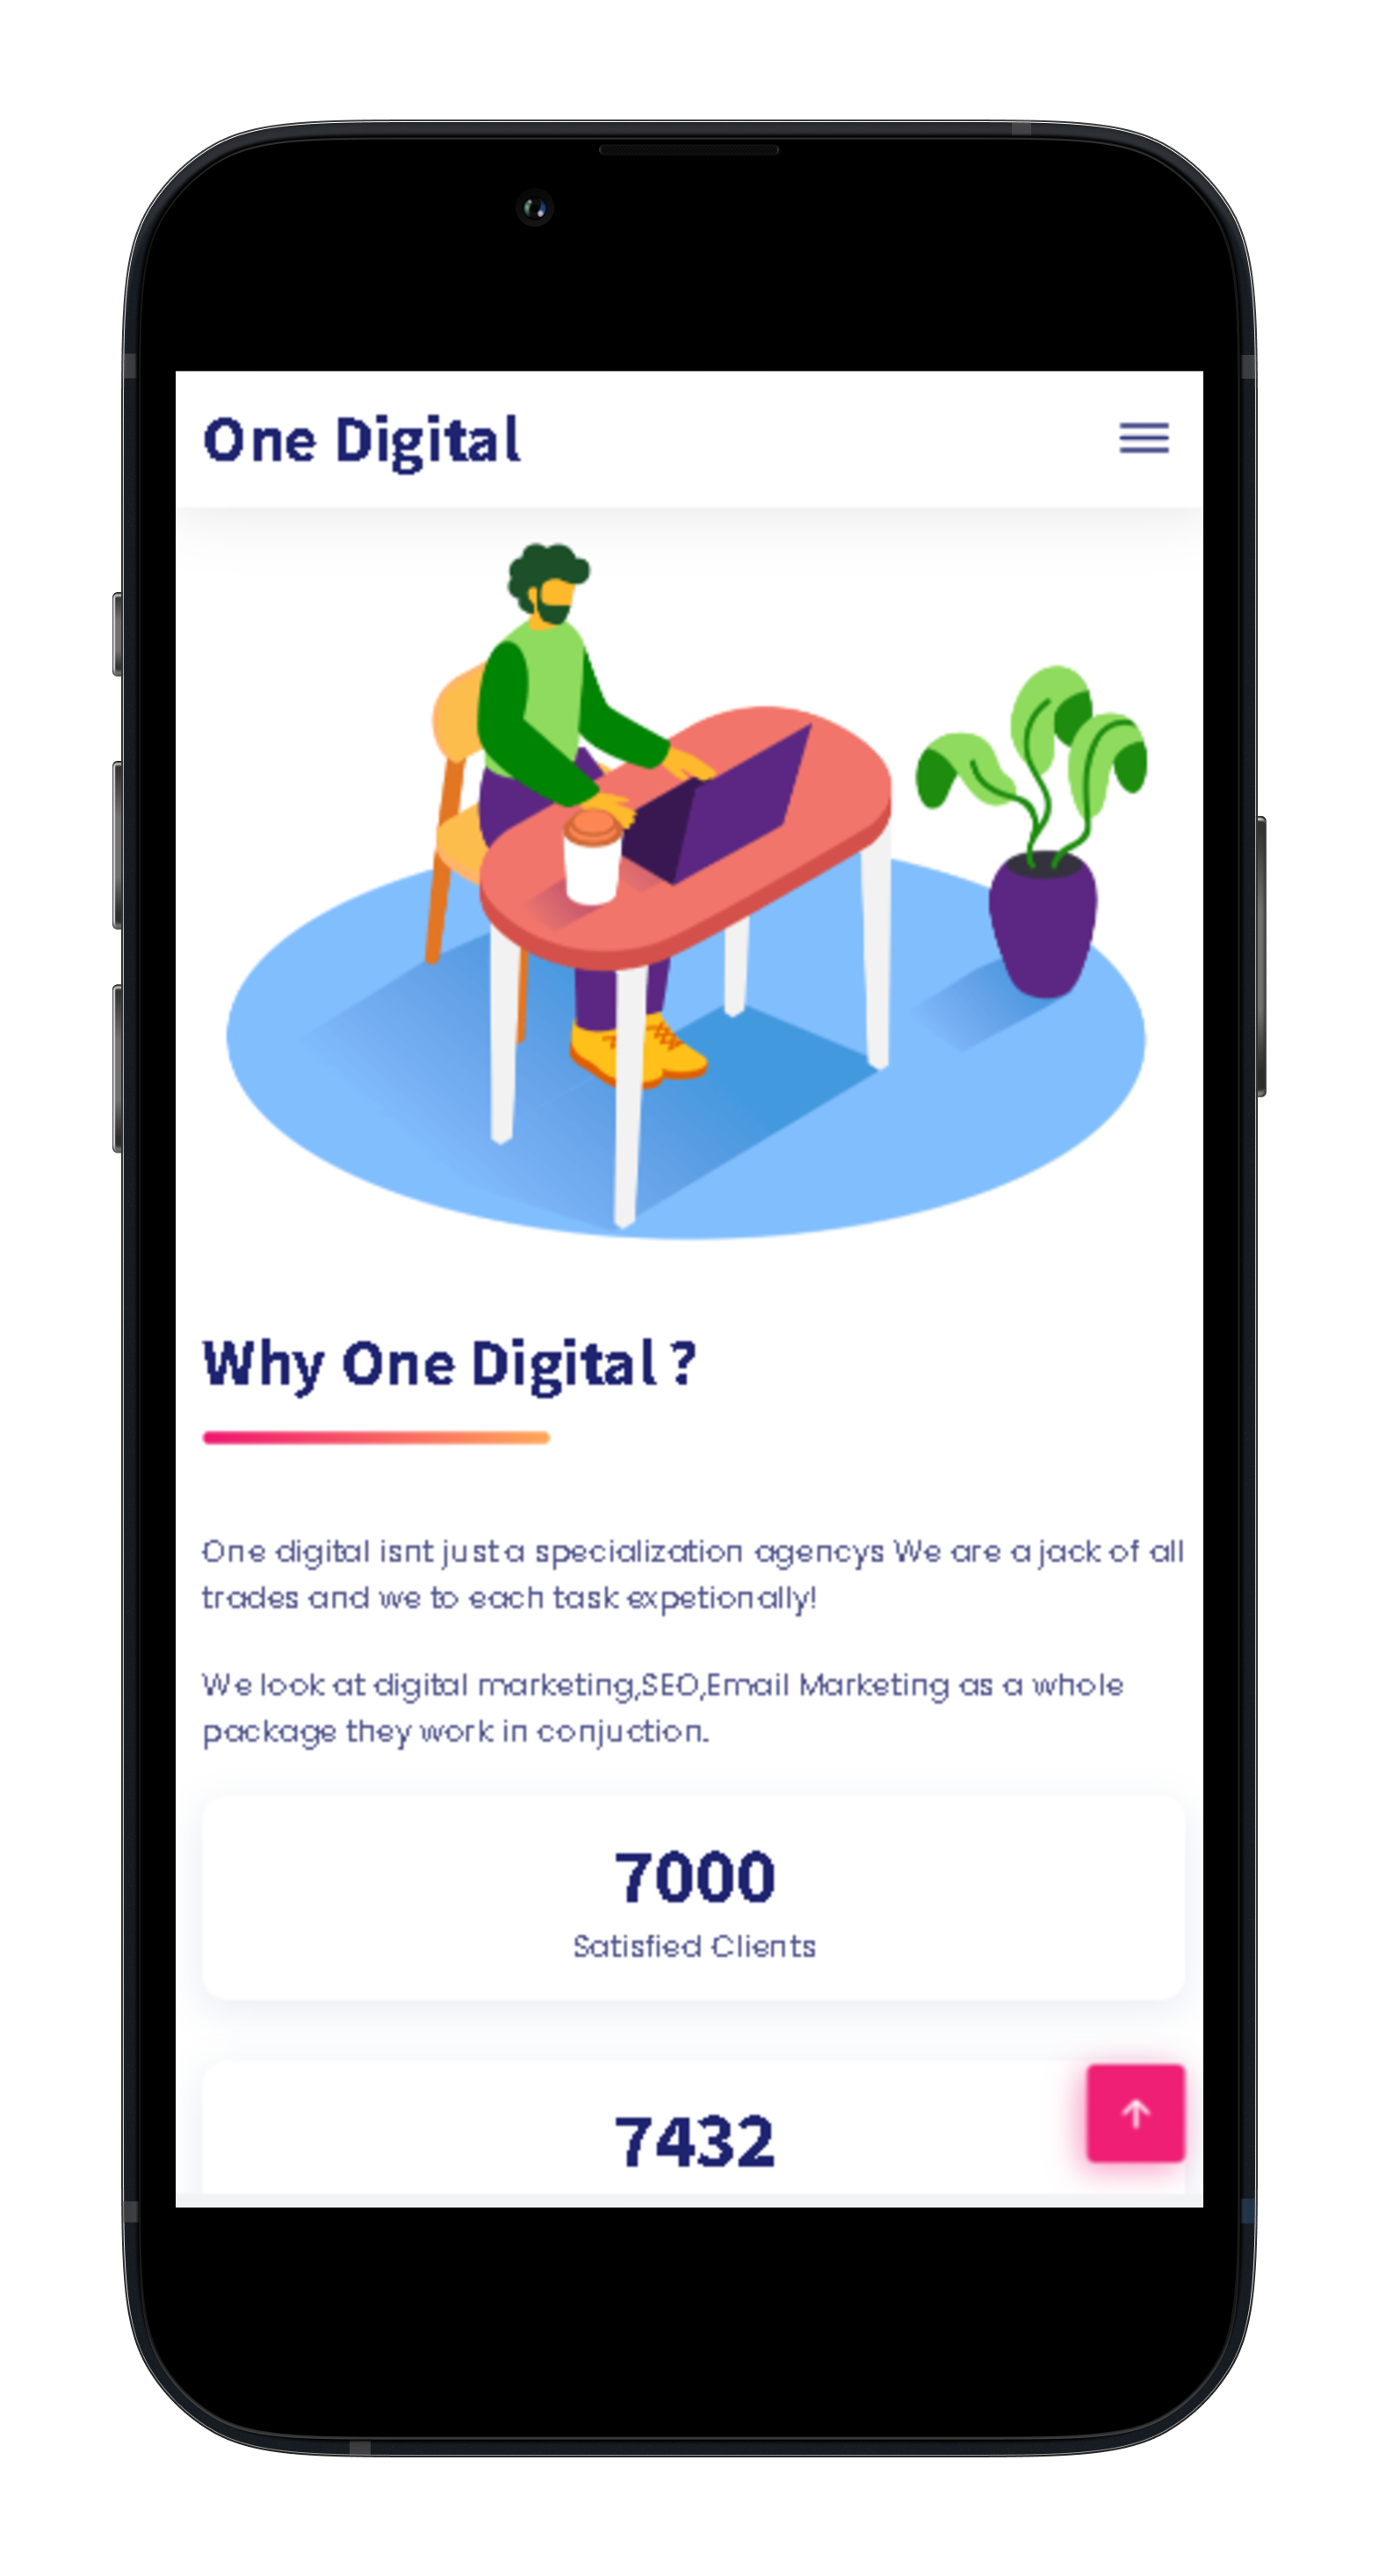 One Digital
Why One Digital ?
One digital isnt just a specialization agencys We are a jack of all
trades and we to each task expetionally!
We look at digital marketing,SEO,Email Marketing as a whole
package they work in conjuction.
7000
Satisfied Clients
7432